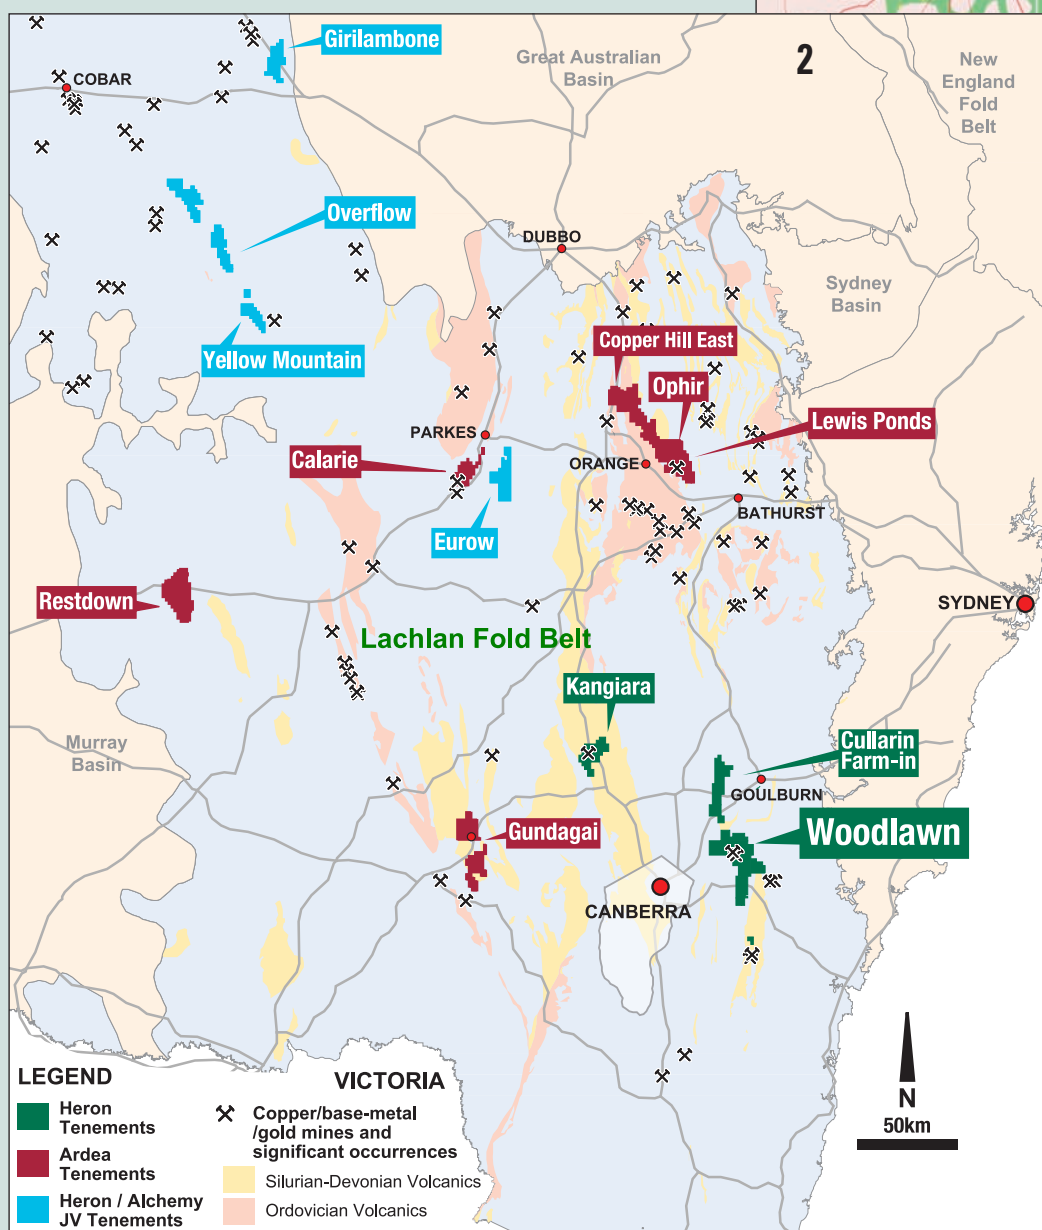 Girilambone
2
Great Australian
Basin
New
England
Fold
Belt
COBAR
Overflow
DUBBO
Sydney
Basin
Yellow Mountain
Copper Hill East
Ophir
Lewis Ponds
PARKES
Calarie
ORANGE
BATHURST
Eurow
Restdown
SYDNEY
Lachlan Fold Belt
Kangiara
Murray
Basin
Cullarin
Farm-in
GOULBURN
Woodlawn
Gundagai
CANBERRA
LEGEND
VICTORIA
Heron
Tenements
Ardea
Tenements
Heron / Alchemy
JV Tenements
Copper/base-metal
/gold mines and
significant occurrences
Silurian-Devonian Volcanics
Ordovician Volcanics
N
50km